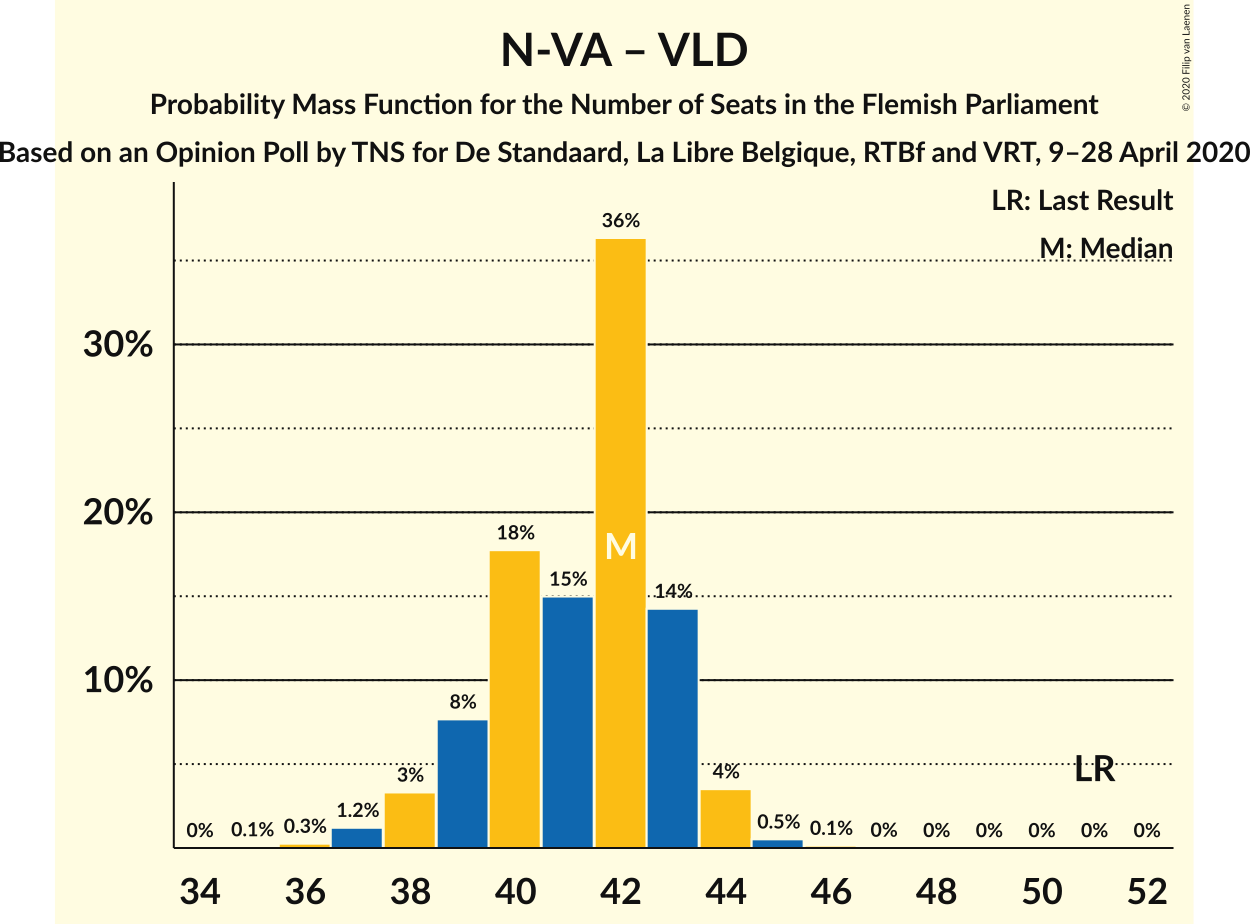 N-VA – VLD
Probability Mass Function for the Number of Seats in the Flemish Parliament
Based on an Opinion Poll by TNS for De Standaard, La Libre Belgique, RTBf and VRT, 9–28 April 2020
© 2020 Filip van Laenen
LR: Last Result
M: Median
30%
20%
10%
0%
0.1%
0.3%
1.2%
3%
8%
18%
15%
36%
14%
4%
0.5%
0.1%
0%
0%
0%
0%
0%
0%
M
LR
34 36 38 40 42 44 46 48 50 52